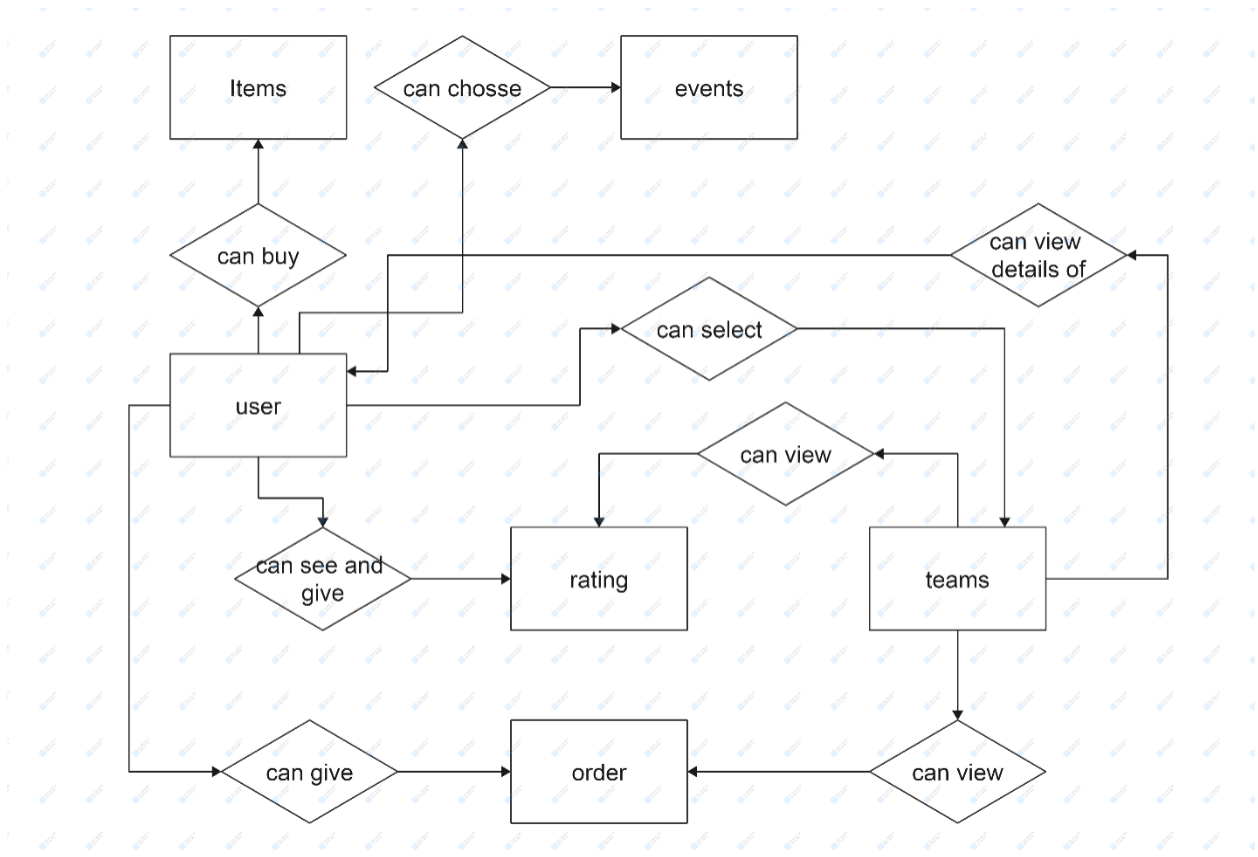 Items
can chosse
events
can buy
can view
details of
can select
user
can view
can see and
give
rating
teams
can give
order
can view